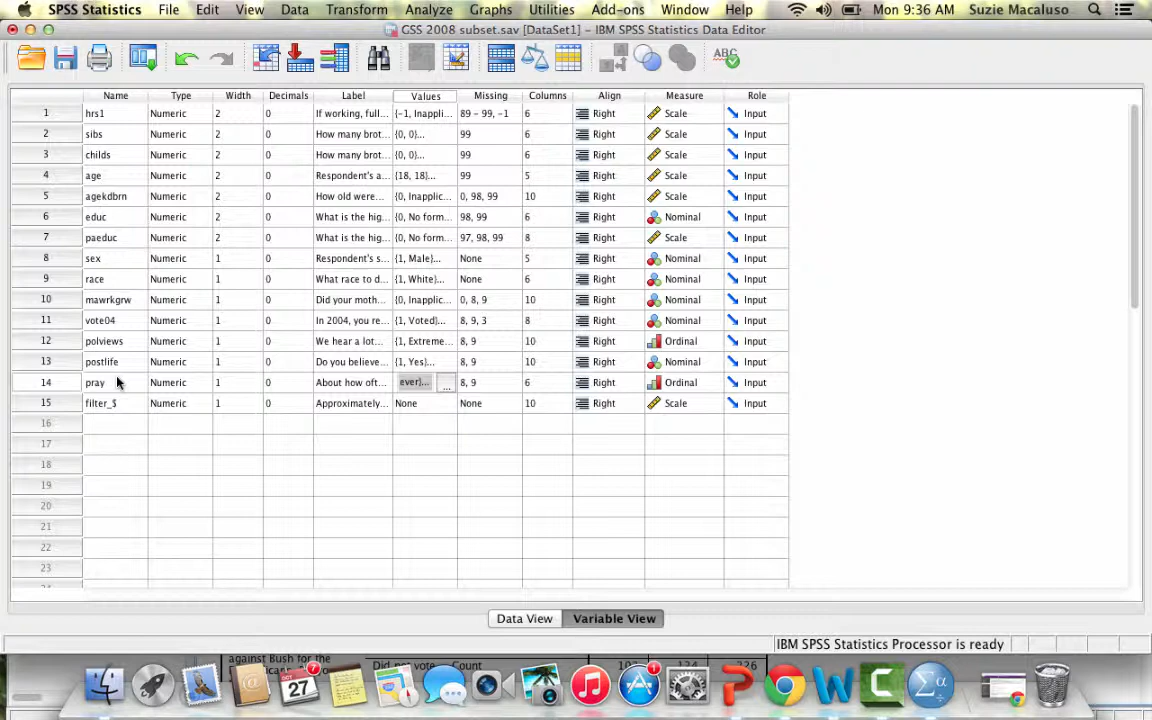 SPSS Statistics File Edit View Data Transform Analyze Graphs Utilities Add-ons Window Help Mon 9:36 AM Suzie Macaluso
GSS 2008 subset.sav [DataSet1] – IBM SPSS Statistics Data Editor
ABC
Name Type Width Decimals Label Values Missing Columns Align Measure Role
1 hrs1 Numeric 2 0 If working, full... {-1, Inappli... 89 - 99, -1 6 Right Scale Input
2 sibs Numeric 2 0 How many brot... {0, 0}... 99 6 Right Scale Input
3 childs Numeric 2 0 How many brot... {0, 0}... 99 6 Right Scale Input
4 age Numeric 2 0 Respondent's a... {18, 18}... 99 5 Right Scale Input
5 agekdbrn Numeric 2 0 How old were... {0, Inapplic... 0, 98, 99 10 Right Scale Input
6 educ Numeric 2 0 What is the hig... {0, No form... 98, 99 6 Right Nominal Input
7 paeduc Numeric 2 0 What is the hig... {0, No form... 97, 98, 99 8 Right Scale Input
8 sex Numeric 1 0 Respondent's s... {1, Male}... None 5 Right Nominal Input
9 race Numeric 1 0 What race to d... {1, White}... None 6 Right Nominal Input
10 mawrkgrw Numeric 1 0 Did your moth... {0, Inapplic... 0, 8, 9 10 Right Nominal Input
11 vote04 Numeric 1 0 In 2004, you re... {1, Voted}... 8, 9, 3 8 Right Nominal Input
12 polviews Numeric 1 0 We hear a lot... {1, Extreme... 8, 9 10 Right Ordinal Input
13 postlife Numeric 1 0 Do you believe... {1, Yes}... 8, 9 10 Right Nominal Input
14 pray Numeric 1 0 About how oft... ever}... ... 8, 9 6 Right Ordinal Input
15 filter_$ Numeric 1 0 Approximately... None None 10 Right Scale Input
16
17
18
19
20
21
22
23
Data View Variable View
IBM SPSS Statistics Processor is ready
against Bush for the Did not vote Count
7
OCT
27
1